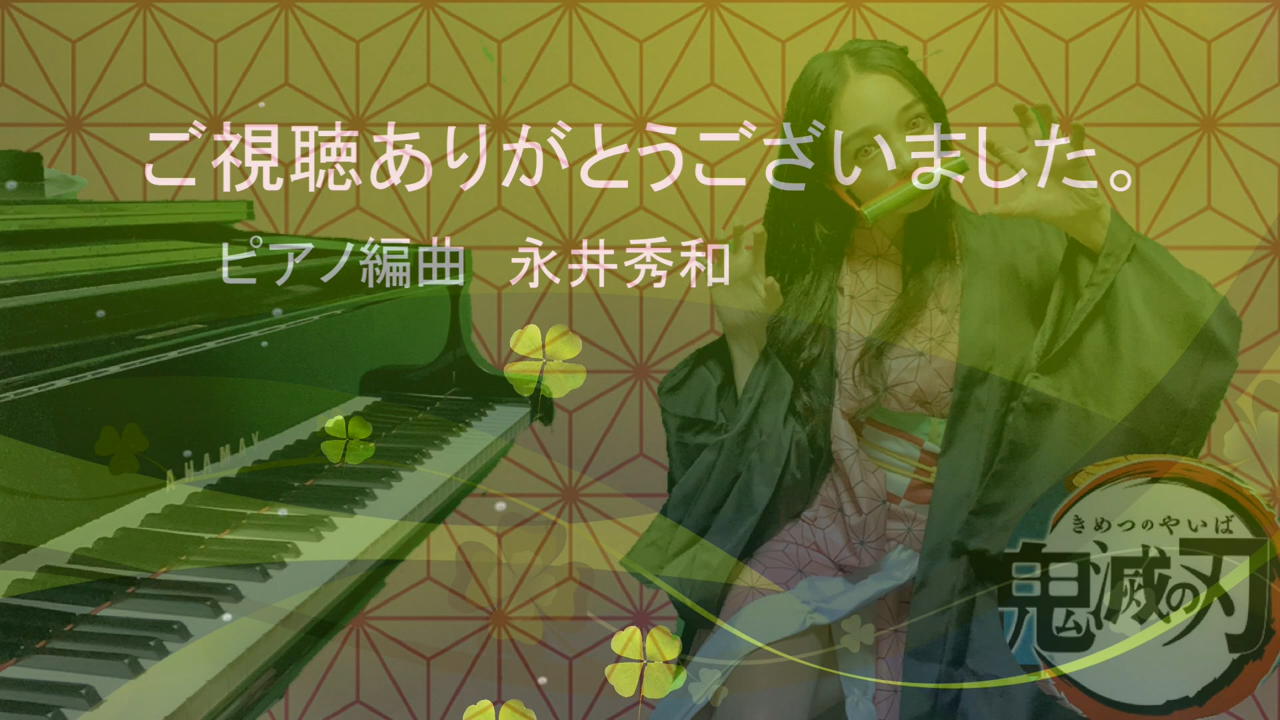 ご視聴ありがとうございました。
ピアノ編曲　永井秀和
YAMAHA
きめつのやいば
鬼滅の刃